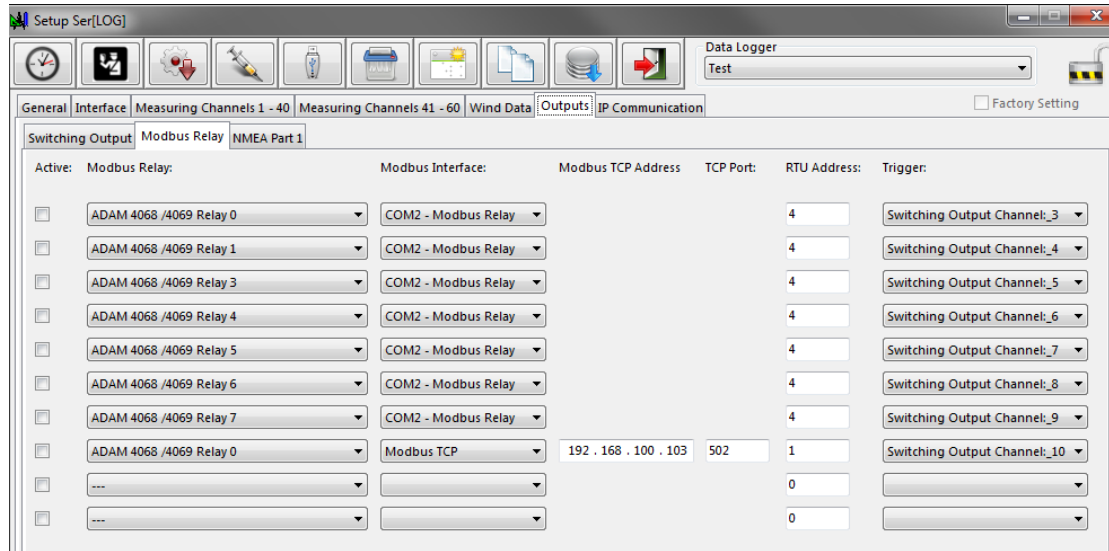 Setup Ser[LOG]
Data Logger
Test
General Interface Measuring Channels 1 - 40 Measuring Channels 41 - 60 Wind Data Outputs IP Communication Factory Setting
Switching Output Modbus Relay NMEA Part 1
Active: Modbus Relay: Modbus Interface: Modbus TCP Address TCP Port: RTU Address: Trigger:
ADAM 4068 /4069 Relay 0 COM2 - Modbus Relay 4 Switching Output Channel:_3
ADAM 4068 /4069 Relay 1 COM2 - Modbus Relay 4 Switching Output Channel:_4
ADAM 4068 /4069 Relay 3 COM2 - Modbus Relay 4 Switching Output Channel:_5
ADAM 4068 /4069 Relay 4 COM2 - Modbus Relay 4 Switching Output Channel:_6
ADAM 4068 /4069 Relay 5 COM2 - Modbus Relay 4 Switching Output Channel:_7
ADAM 4068 /4069 Relay 6 COM2 - Modbus Relay 4 Switching Output Channel:_8
ADAM 4068 /4069 Relay 7 COM2 - Modbus Relay 4 Switching Output Channel:_9
ADAM 4068 /4069 Relay 0 Modbus TCP 192 . 168 . 100 . 103 502 1 Switching Output Channel:_10
--- 0
--- 0